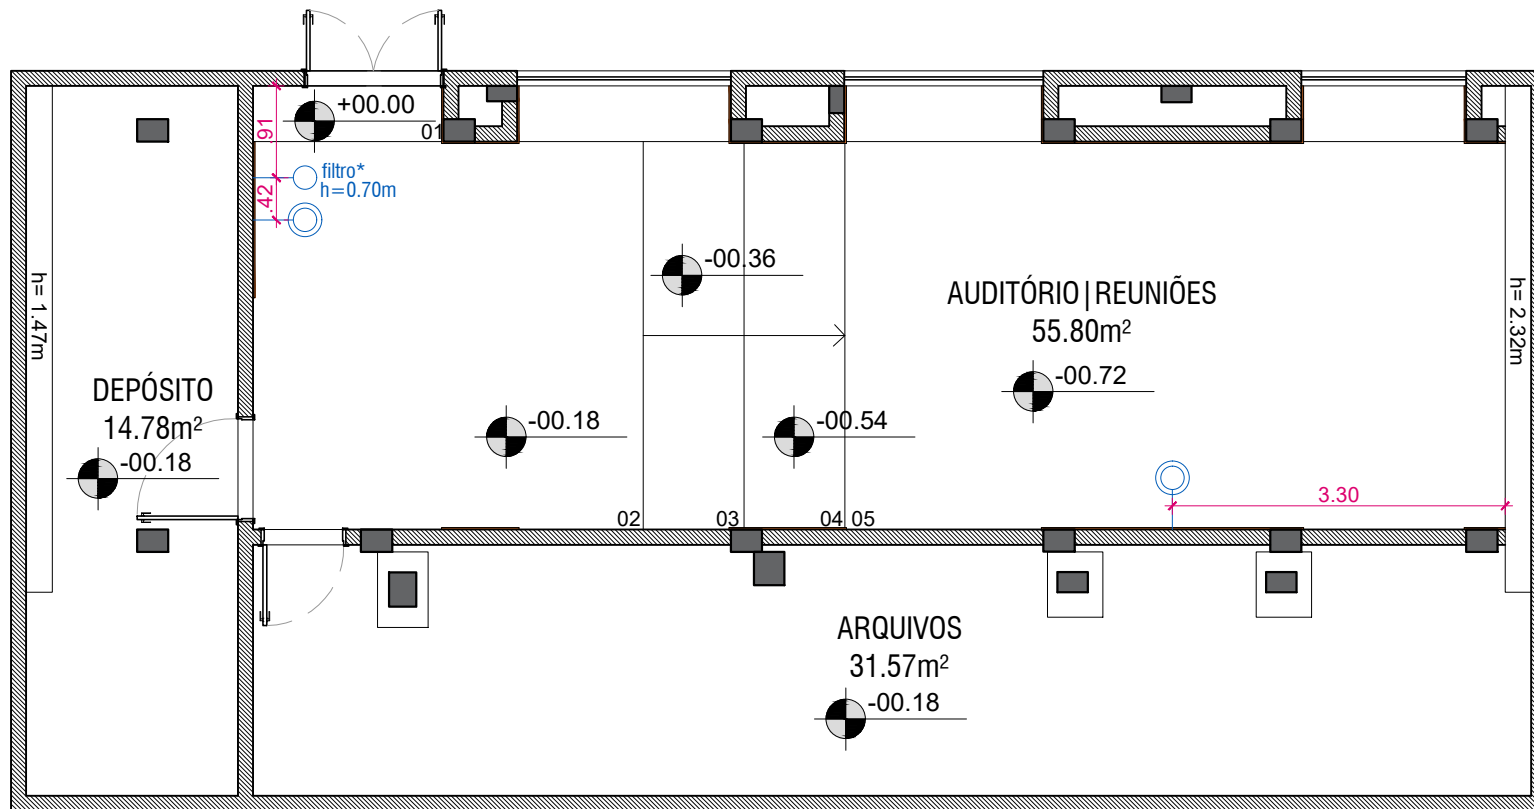 +00.00
01
.91
filtro*
h=0.70m
.42
-00.36
h= 1.47m
AUDITÓRIO|REUNIÕES
55.80m²
h= 2.32m
-00.72
DEPÓSITO
14.78m²
-00.18
-00.18
-00.54
3.30
02
03
04
05
ARQUIVOS
31.57m²
-00.18